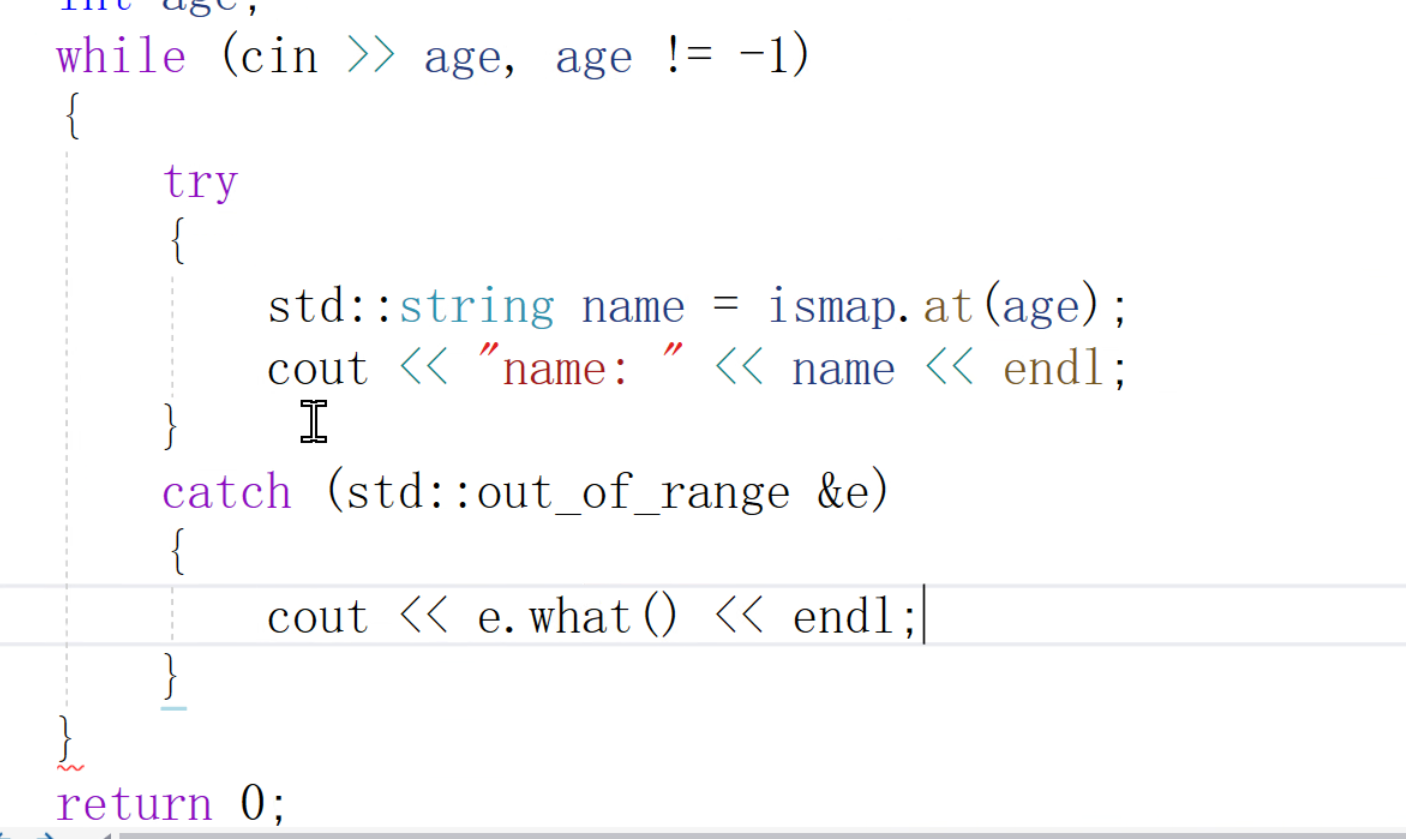 int age;
while (cin >> age, age != -1)
{
try
{
std::string name = ismap.at(age);
cout << "name: " << name << endl;
}
catch (std::out_of_range &e)
{
cout << e.what() << endl;
}
}
return 0;